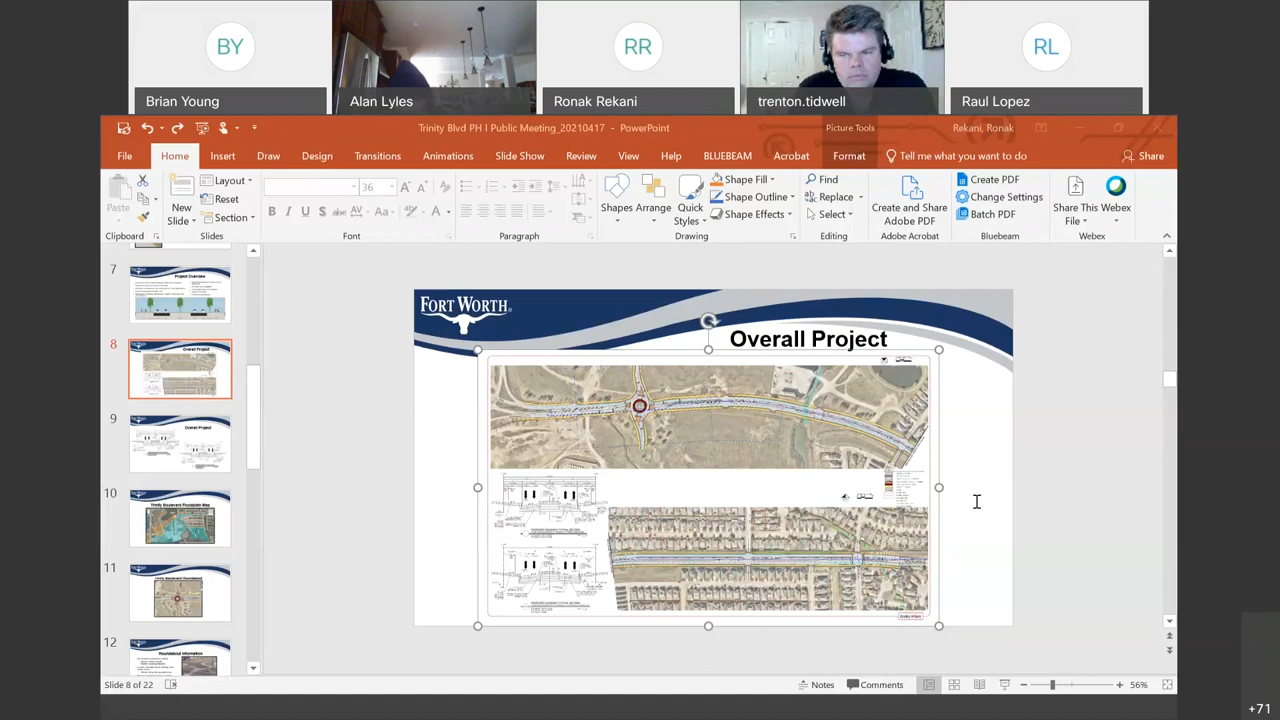 BY
RR
RL
Brian Young
Alan Lyles
Ronak Rekani
trenton.tidwell
Raul Lopez
Trinity Blvd PH I Public Meeting_20210417 - PowerPoint
Picture Tools
Rekani, Ronak
File
Home
Insert
Draw
Design
Transitions
Animations
Slide Show
Review
View
Help
BLUEBEAM
Acrobat
Format
Tell me what you want to do
Share
Paste
New Slide
Layout
Reset
Section
36
B I U S abc AV Aa
A
Shapes
Arrange
Quick Styles
Shape Fill
Shape Outline
Shape Effects
Find
Replace
Select
Create and Share Adobe PDF
Create PDF
Change Settings
Batch PDF
Share This File
Webex
Clipboard
Slides
Font
Paragraph
Drawing
Editing
Adobe Acrobat
Bluebeam
Webex
7
Project Overview
8
Overall Project
9
Overall Project
10
Trinity Boulevard Floodplain Map
11
Trinity Boulevard Roundabout
12
Roundabout Information
FORT WORTH®
Overall Project
Slide 8 of 22
Notes
Comments
56%
+71